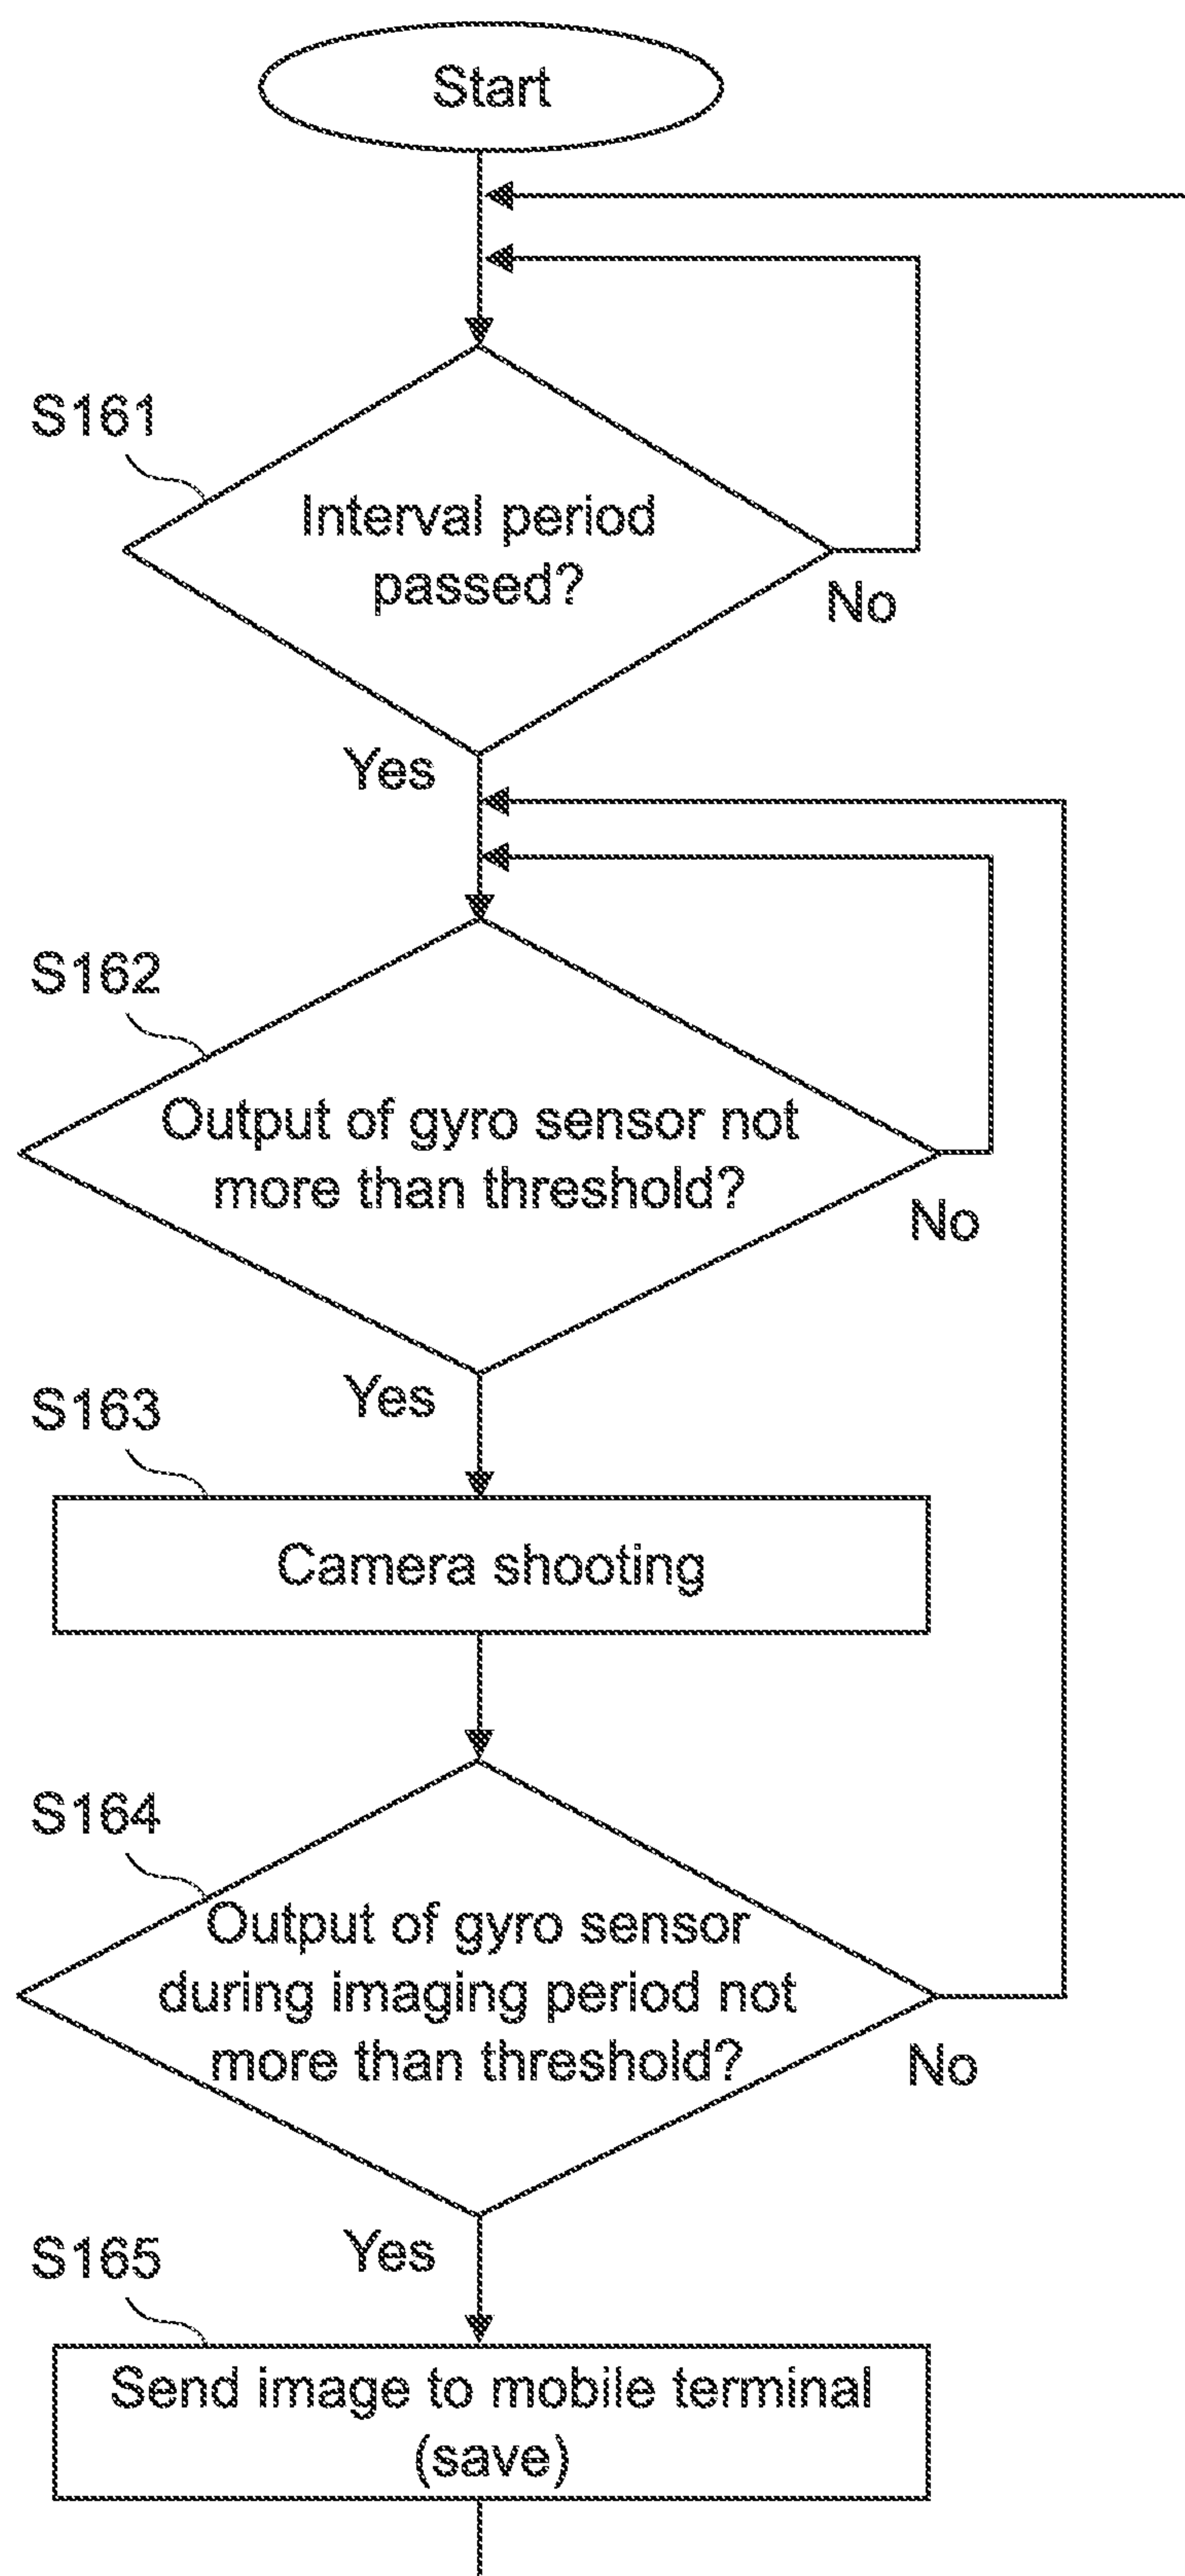 Start
S161
Interval period
passed?
No
Yes
S162
Output of gyro sensor not
more than threshold?
No
Yes
S163
Camera shooting
S164
Output of gyro sensor
during imaging period not
more than threshold?
No
Yes
S165
Send image to mobile terminal
(save)